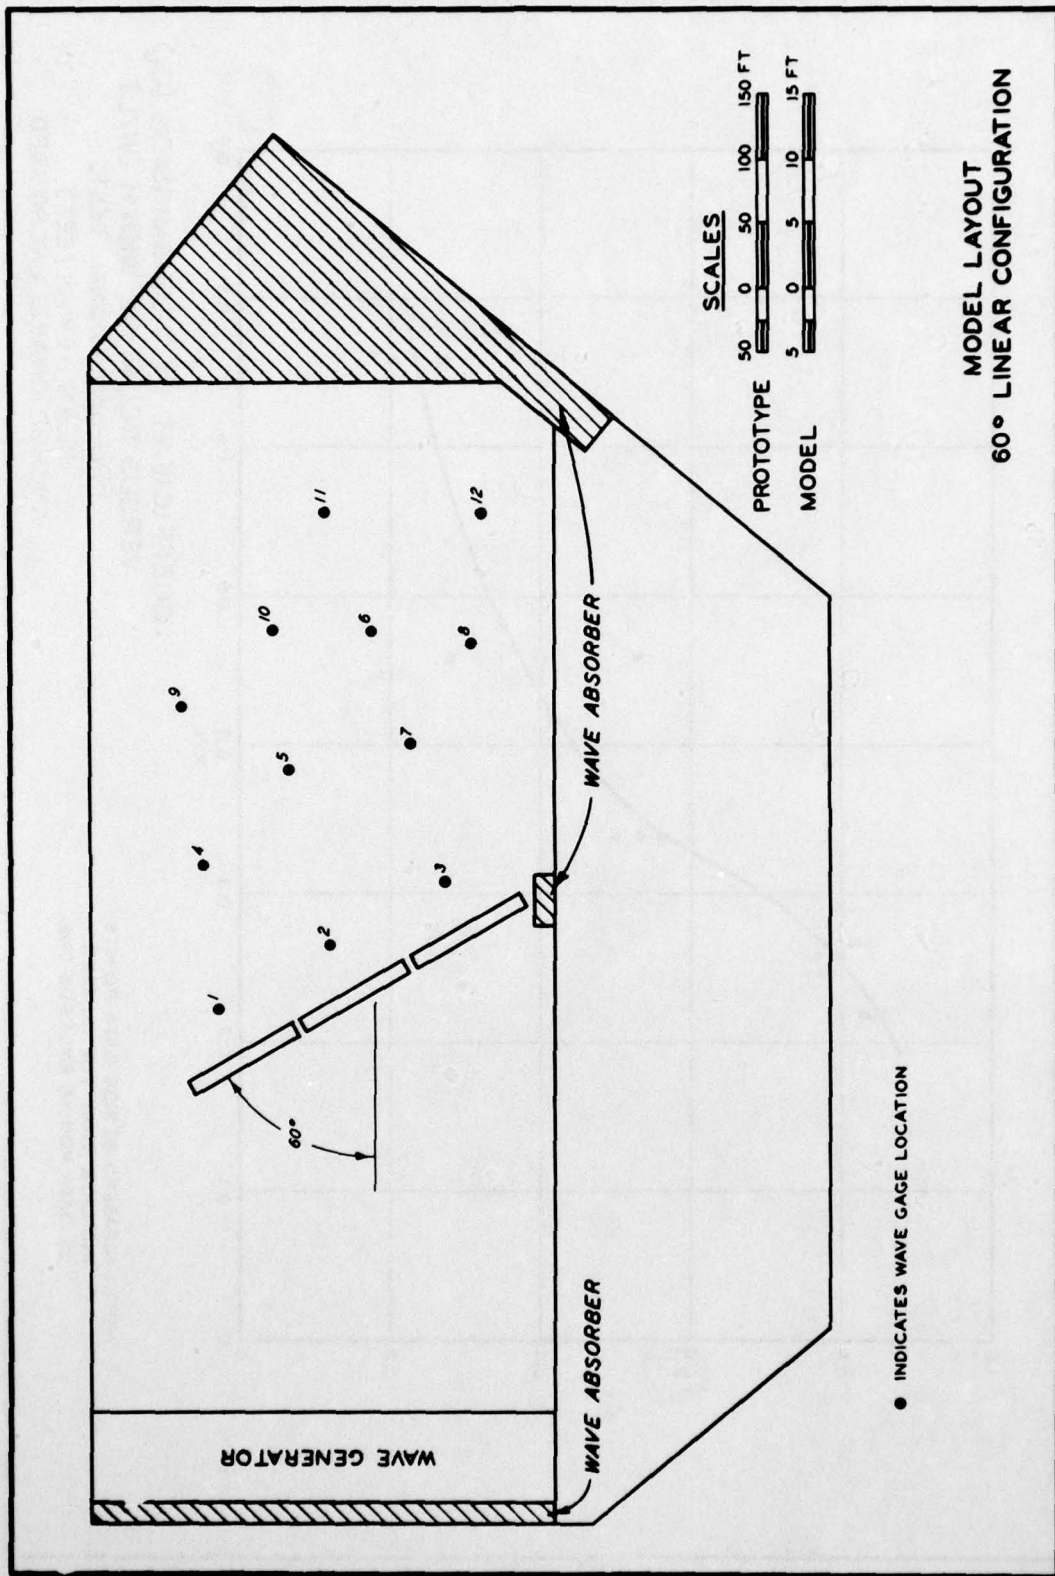 WAVE ABSORBER
WAVE GENERATOR
60°
1
2
3
4
5
6
7
8
9
10
11
12
WAVE ABSORBER
WAVE ABSORBER
● INDICATES WAVE GAGE LOCATION
SCALES
PROTOTYPE 50 0 50 100 150 FT
MODEL 5 0 5 10 15 FT
MODEL LAYOUT
60° LINEAR CONFIGURATION